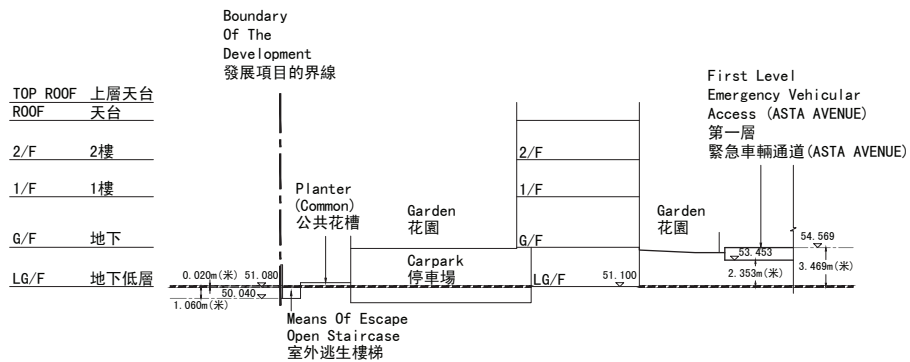 Boundary
Of The
Development
發展項目的界線
First Level
Emergency Vehicular
Access (ASTA AVENUE)
第一層
緊急車輛通道(ASTA AVENUE)
TOP ROOF 上層天台
ROOF 天台
2/F 2樓
1/F 1樓
G/F 地下
LG/F 地下低層
Planter
(Common)
公共花槽
Garden
花園
Carpark
停車場
2/F
1/F
G/F
LG/F
51.100
Garden
花園
54.569
53.453
2.353m(米)
3.469m(米)
0.020m(米)
51.080
50.040
1.060m(米)
Means Of Escape
Open Staircase
室外逃生樓梯